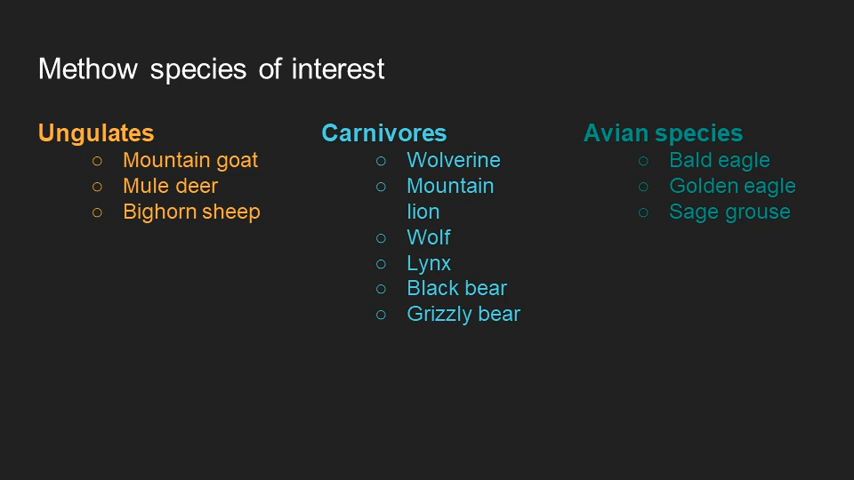 Methow species of interest
Ungulates
○ Mountain goat
○ Mule deer
○ Bighorn sheep
Carnivores
○ Wolverine
○ Mountain
lion
○ Wolf
○ Lynx
○ Black bear
○ Grizzly bear
Avian species
○ Bald eagle
○ Golden eagle
○ Sage grouse